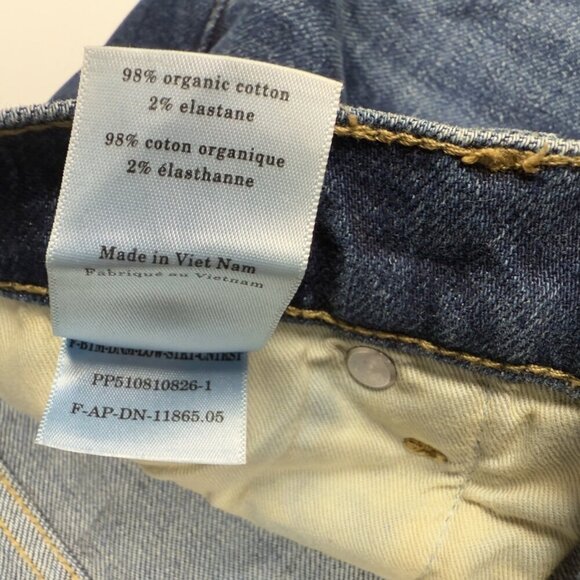 98% organic cotton
2% elastane
98% coton organique
2% élasthanne
Made in Viet Nam
Fabriqué au Vietnam
PP510810826-1
F-AP-DN-11865.05